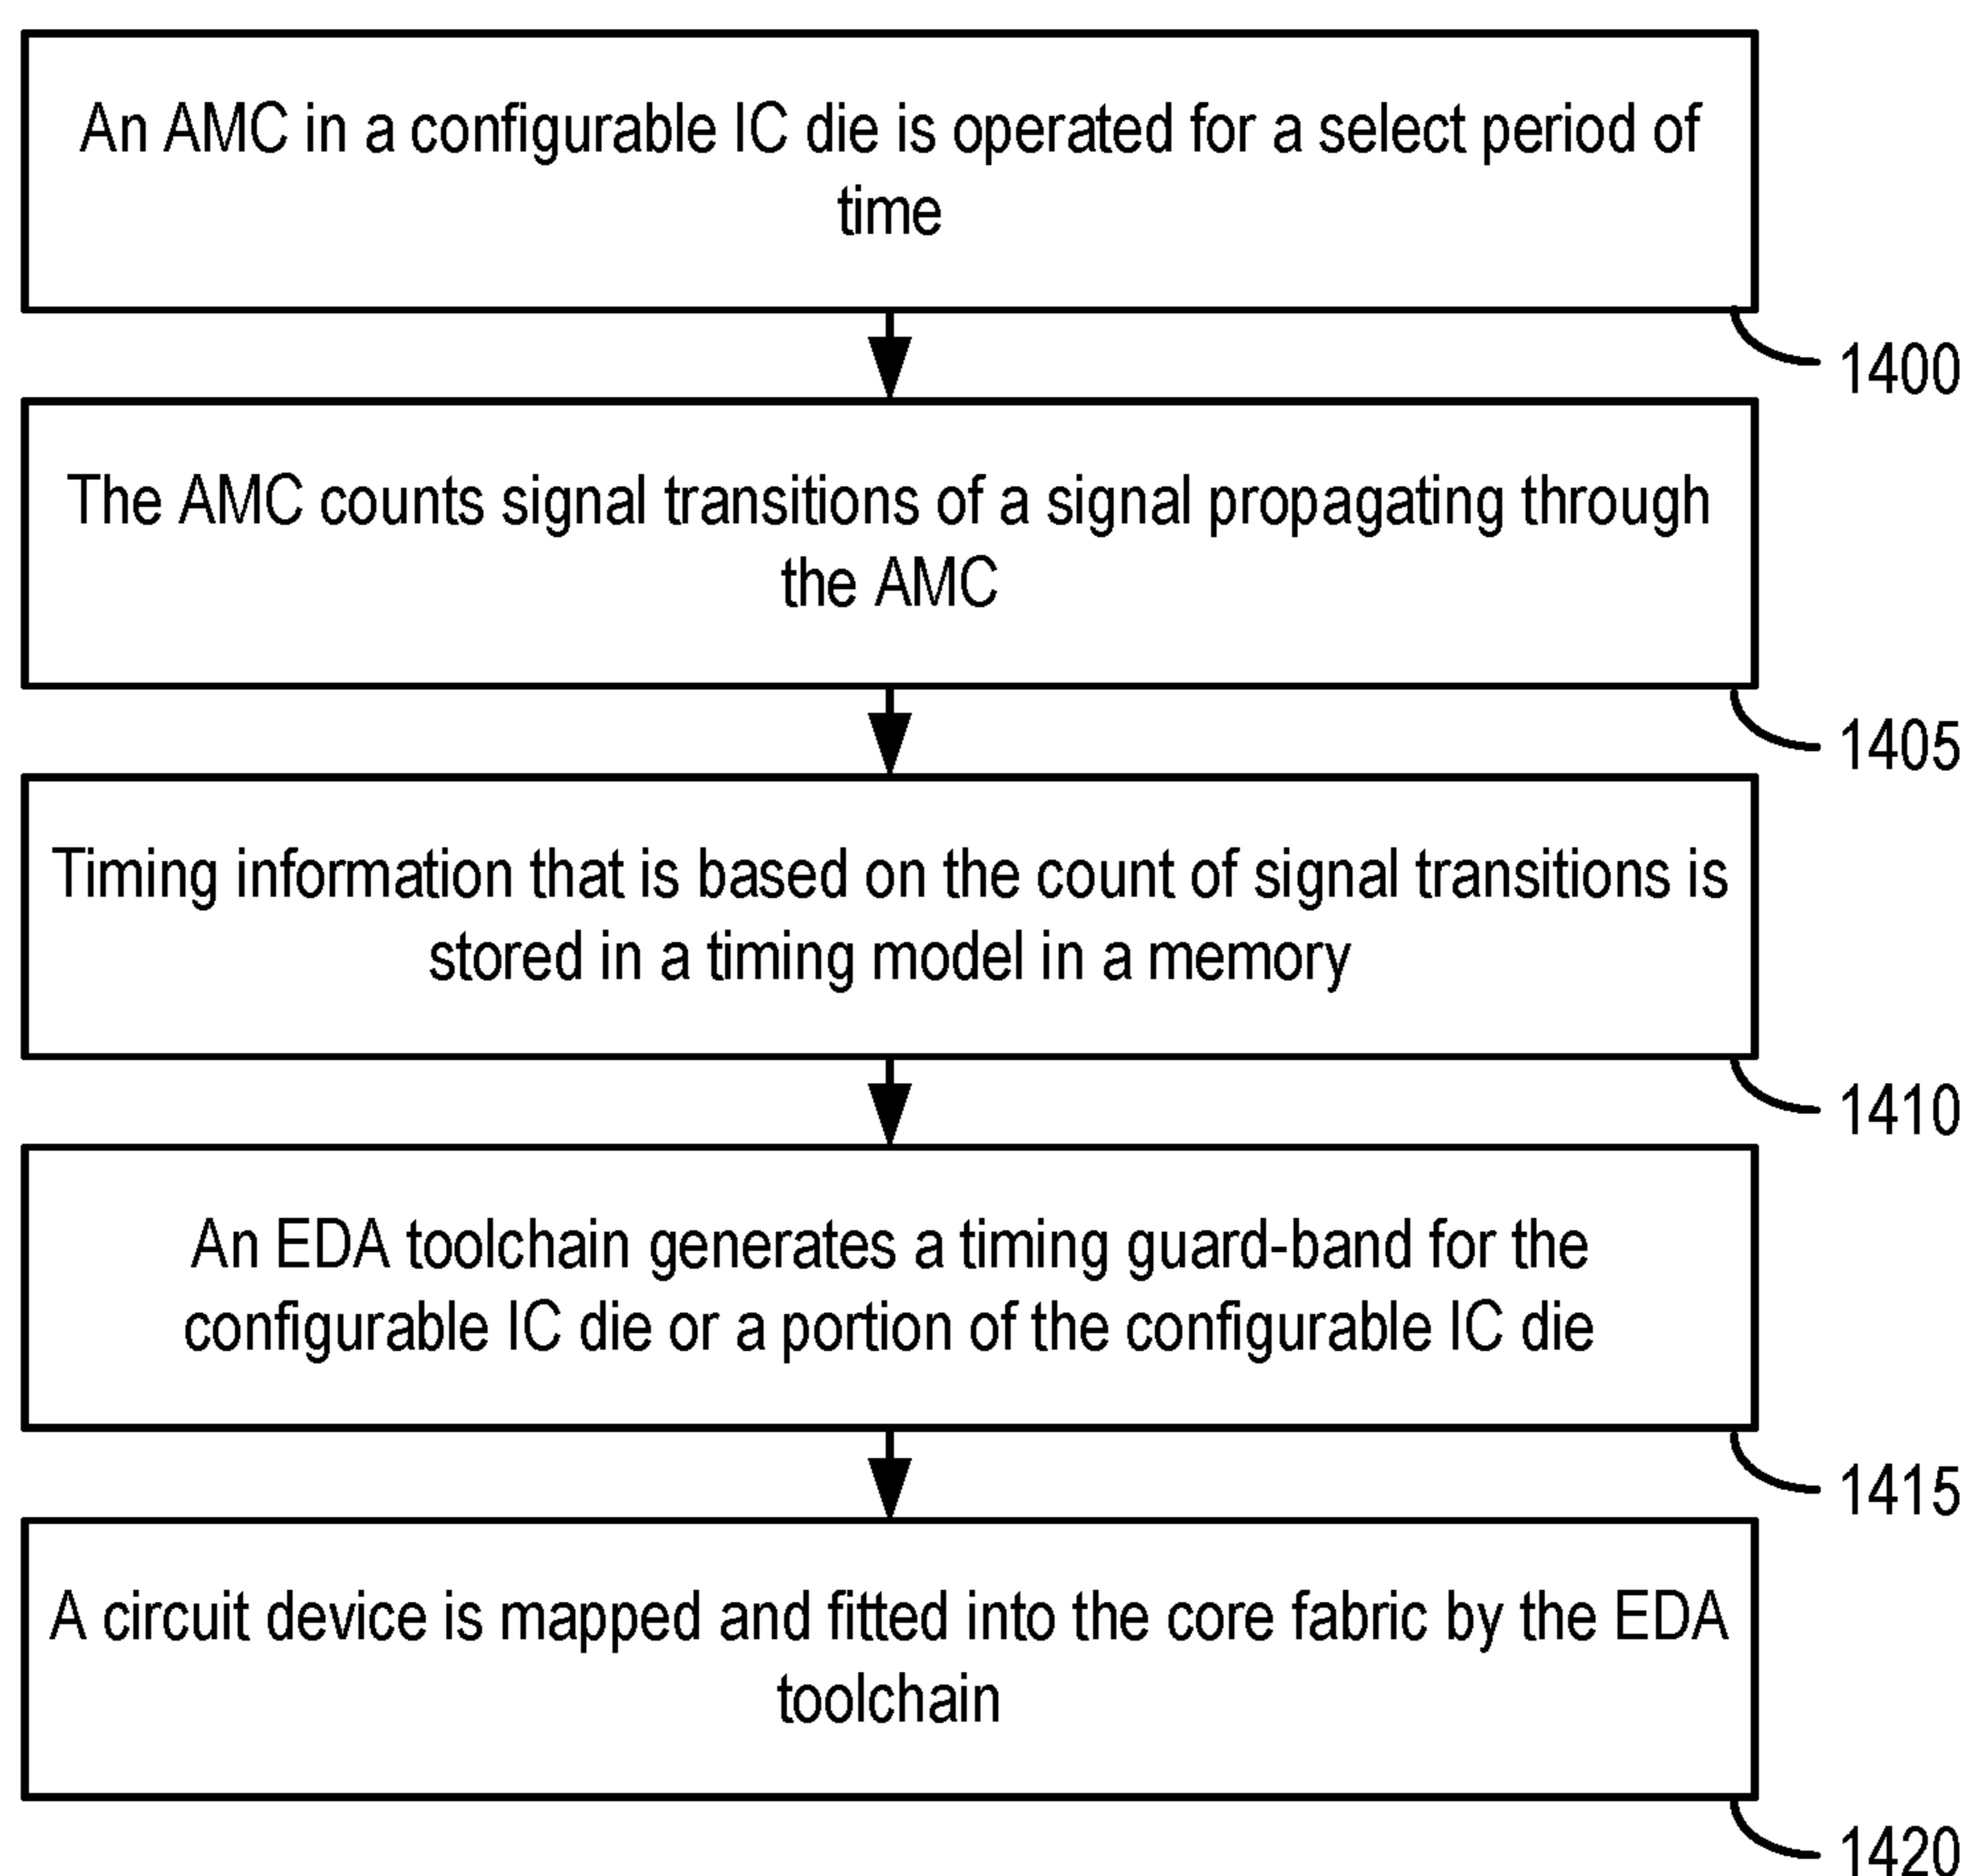 An AMC in a configurable IC die is operated for a select period of
time
1400
The AMC counts signal transitions of a signal propagating through
the AMC
1405
Timing information that is based on the count of signal transitions is
stored in a timing model in a memory
1410
An EDA toolchain generates a timing guard-band for the
configurable IC die or a portion of the configurable IC die
1415
A circuit device is mapped and fitted into the core fabric by the EDA
toolchain
1420